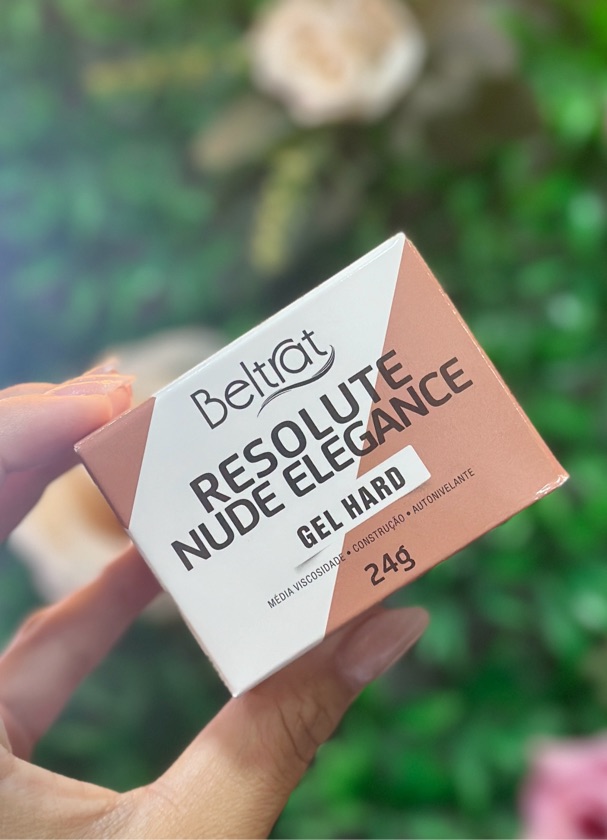 Beltrat
RESOLUTE
NUDE ELEGANCE
GEL HARD
MÉDIA VISCOSIDADE • CONSTRUÇÃO • AUTONIVELANTE
24g